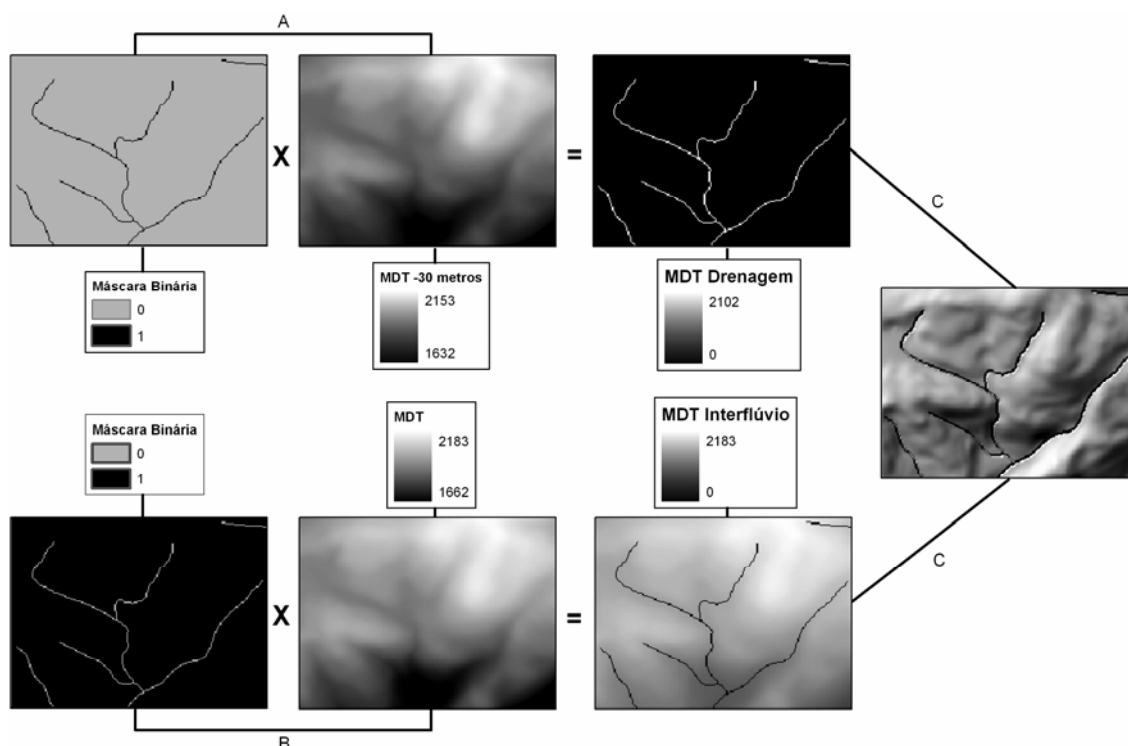 A
X
=
C
Máscara Binária
0
1
MDT -30 metros
2153
1632
MDT Drenagem
2102
0
Máscara Binária
0
1
MDT
2183
1662
MDT Interflúvio
2183
0
X
=
C
B